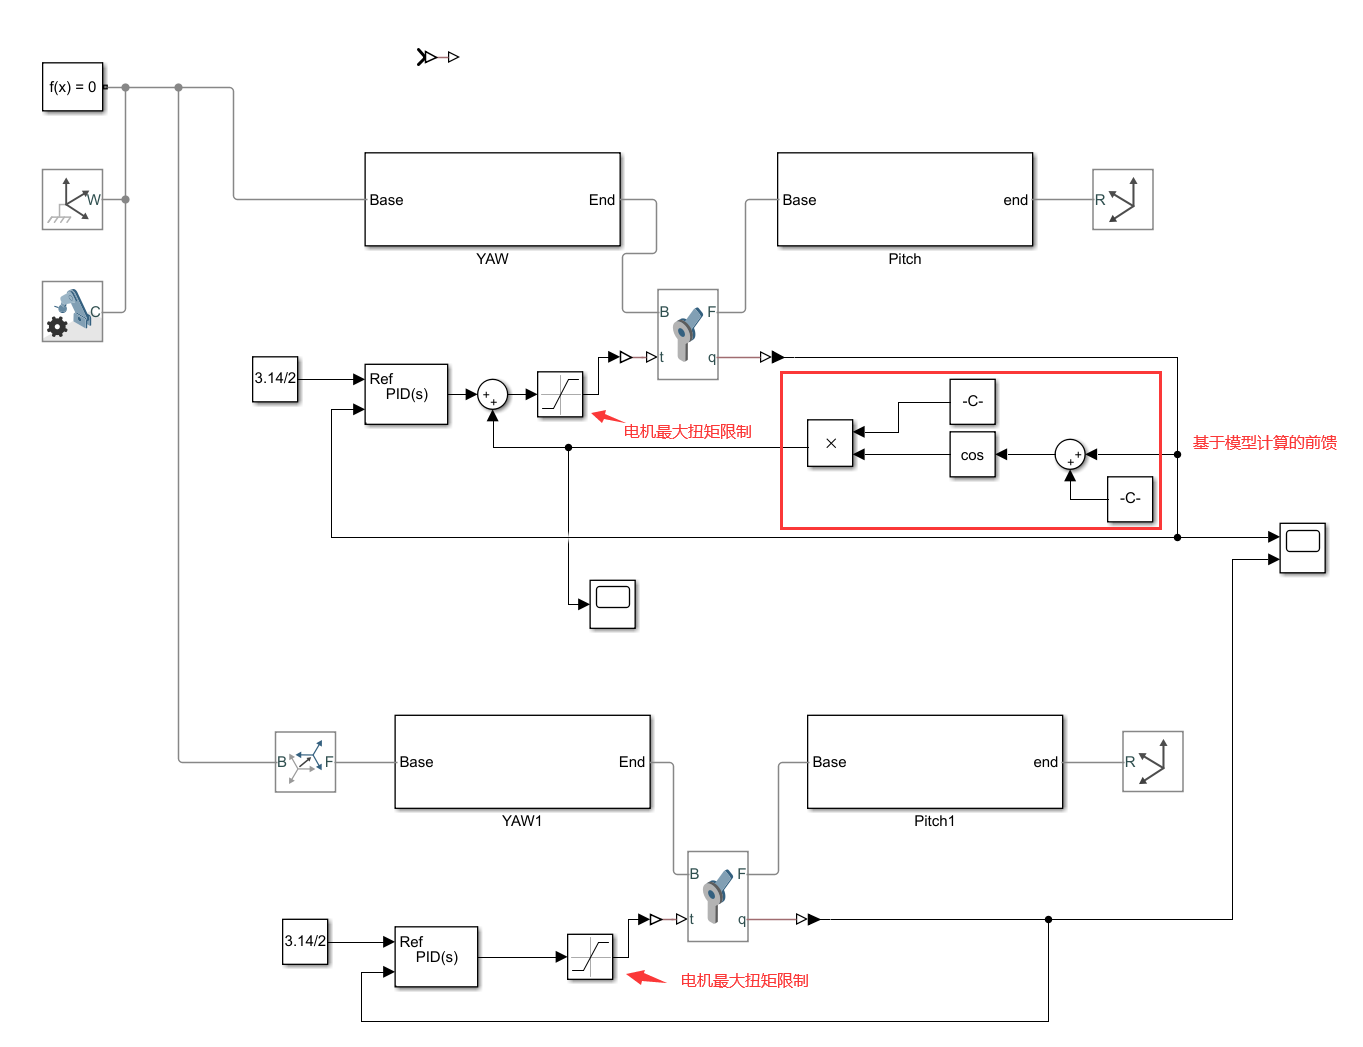 f(x) = 0
W
C
Base
End
YAW
Base
end
Pitch
R
B
F
t
q
3.14/2
Ref
PID(s)
+
+
电机最大扭矩限制
-C-
×
cos
+
+
-C-
基于模型计算的前馈
B
F
Base
End
YAW1
Base
end
Pitch1
R
B
F
t
q
3.14/2
Ref
PID(s)
电机最大扭矩限制